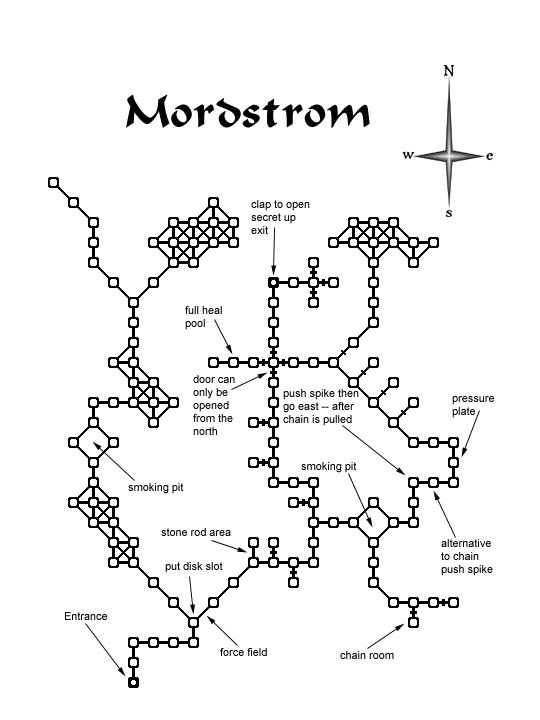 N
Mordstrom
w
e
s
clap to open
secret up
exit
full heal
pool
door can
only be
opened
from the
north
push spike then
go east -- after
chain is pulled
pressure
plate
smoking pit
smoking pit
stone rod area
alternative
to chain
push spike
put disk slot
Entrance
force field
chain room